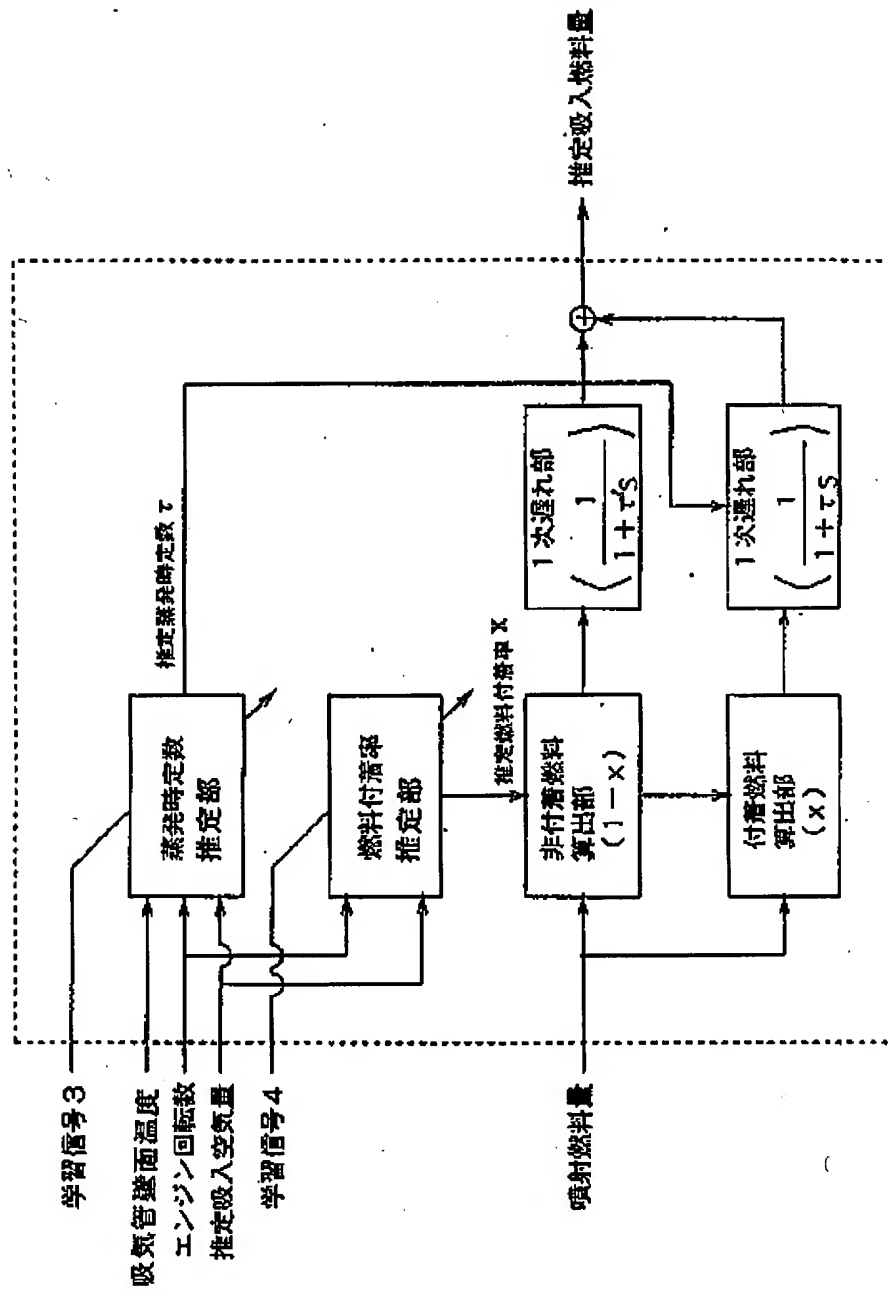 学習信号3
吸気管壁面温度
エンジン回転数
推定吸入空気量
学習信号4
噴射燃料量
蒸発時定数
推定部
燃料付着率
推定部
推定蒸発時定数 τ
推定燃料付着率 X
非付着燃料
算出部
(1-x)
付着燃料
算出部
(x)
1次遅れ部
(1/1+τ'S)
1次遅れ部
(1/1+τS)
+
推定吸入燃料量